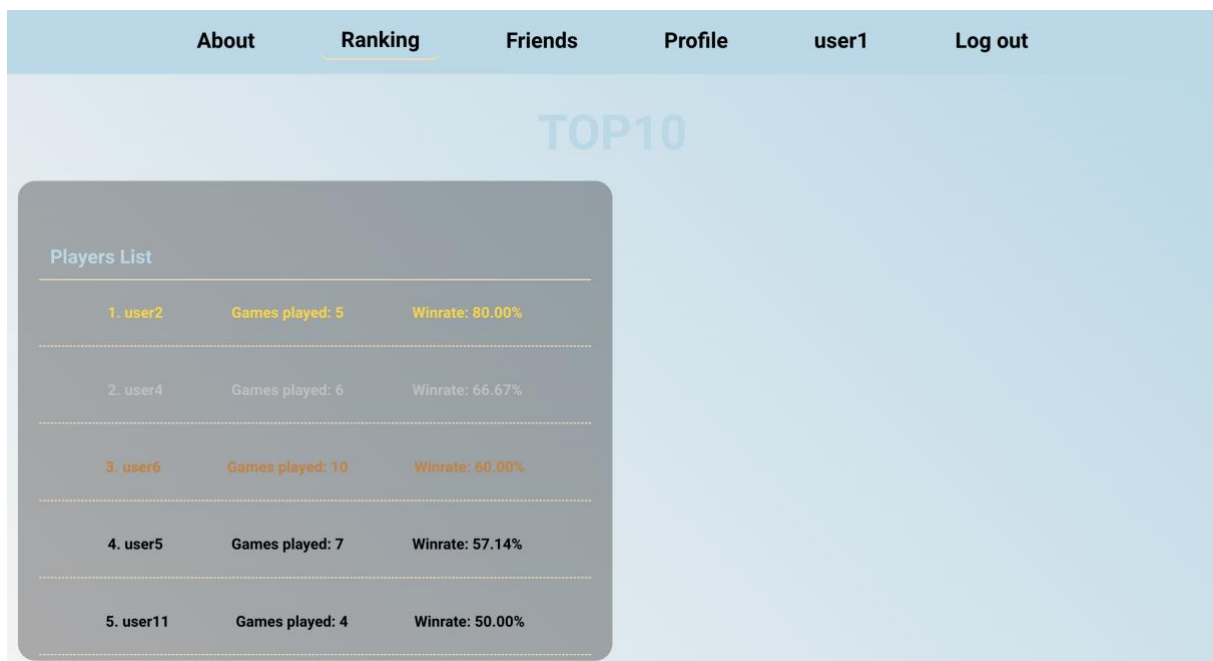 About Ranking Friends Profile user1 Log out
TOP10
Players List
1. user2 Games played: 5 Winrate: 80.00%
2. user4 Games played: 6 Winrate: 66.67%
3. user6 Games played: 10 Winrate: 60.00%
4. user5 Games played: 7 Winrate: 57.14%
5. user11 Games played: 4 Winrate: 50.00%